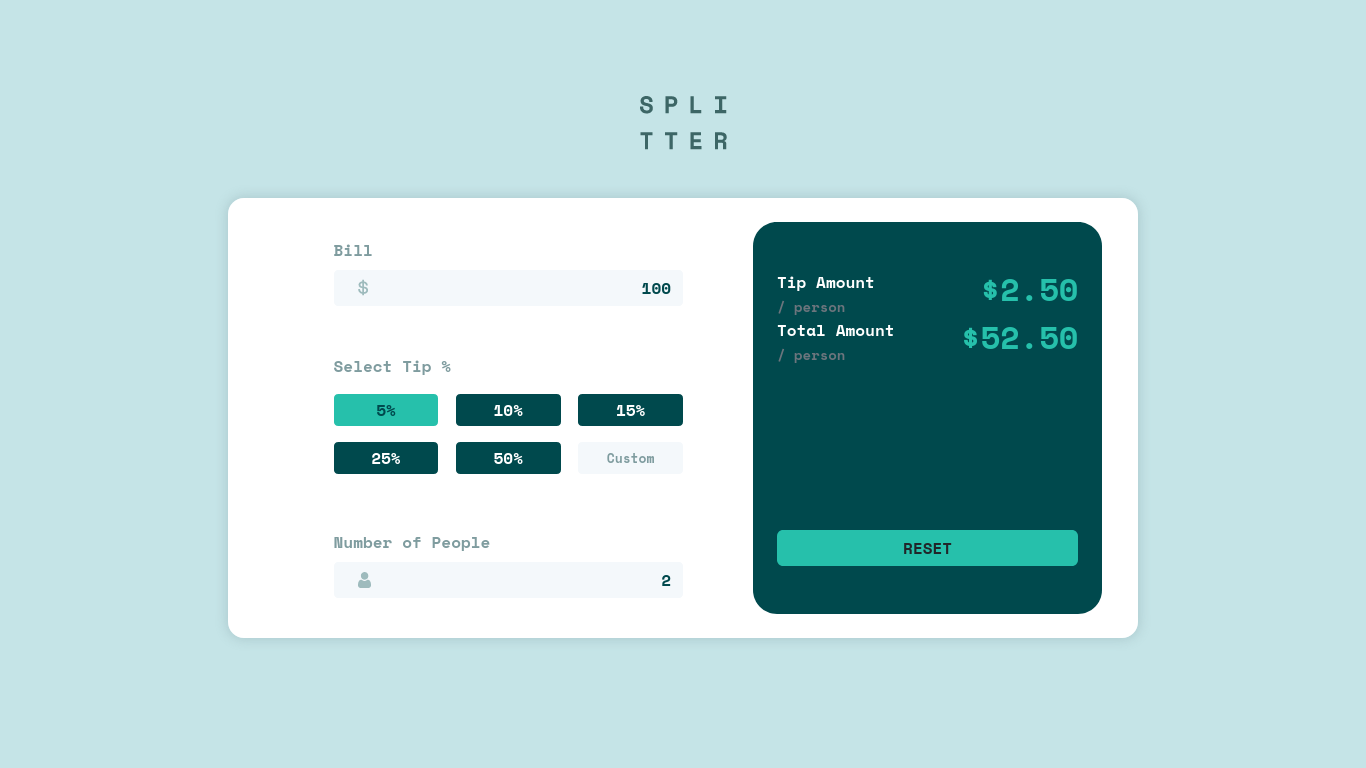 SPLI
TTER
Bill
$ 100
Select Tip %
5% 10% 15%
25% 50% Custom
Number of People
2
Tip Amount $2.50
/ person
Total Amount $52.50
/ person
RESET